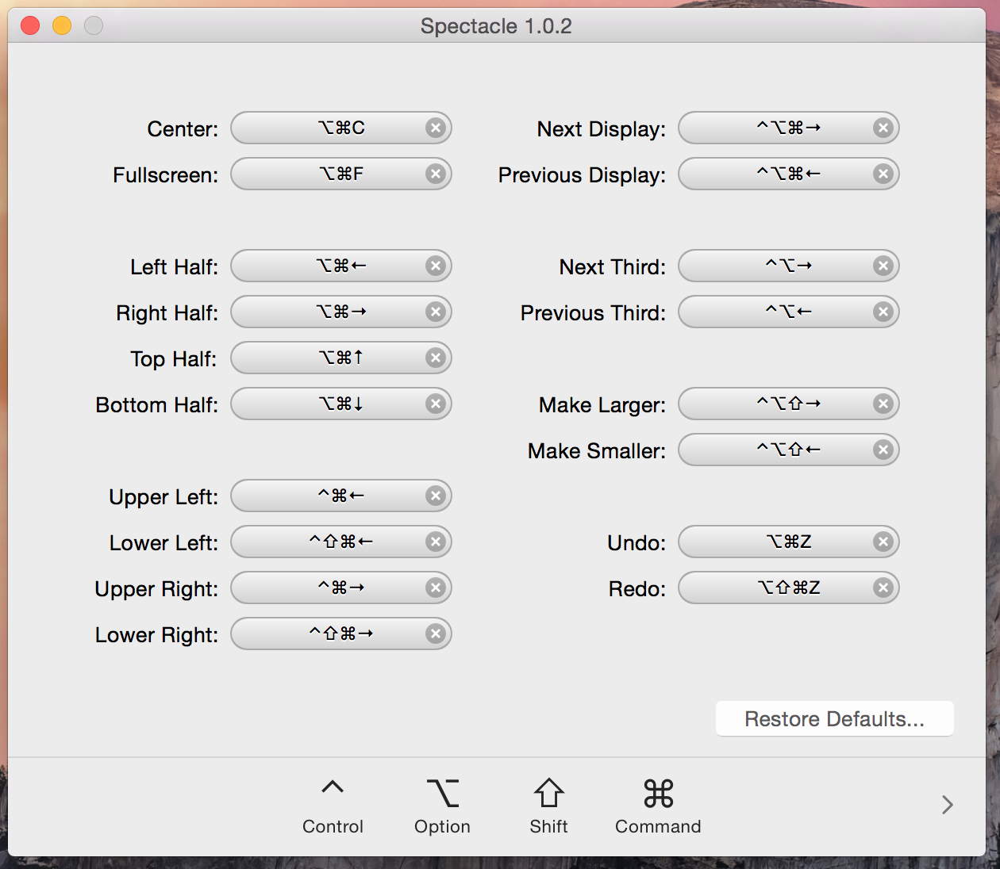 Spectacle 1.0.2
Center: ⌥⌘C
Fullscreen: ⌥⌘F
Left Half: ⌥⌘←
Right Half: ⌥⌘→
Top Half: ⌥⌘↑
Bottom Half: ⌥⌘↓
Upper Left: ^⌘←
Lower Left: ^⇧⌘←
Upper Right: ^⌘→
Lower Right: ^⇧⌘→
Next Display: ^⌥⌘→
Previous Display: ^⌥⌘←
Next Third: ^⌥→
Previous Third: ^⌥←
Make Larger: ^⌥⇧→
Make Smaller: ^⌥⇧←
Undo: ⌥⌘Z
Redo: ⌥⇧⌘Z
Restore Defaults...
^ ⌥ ⇧ ⌘
Control Option Shift Command